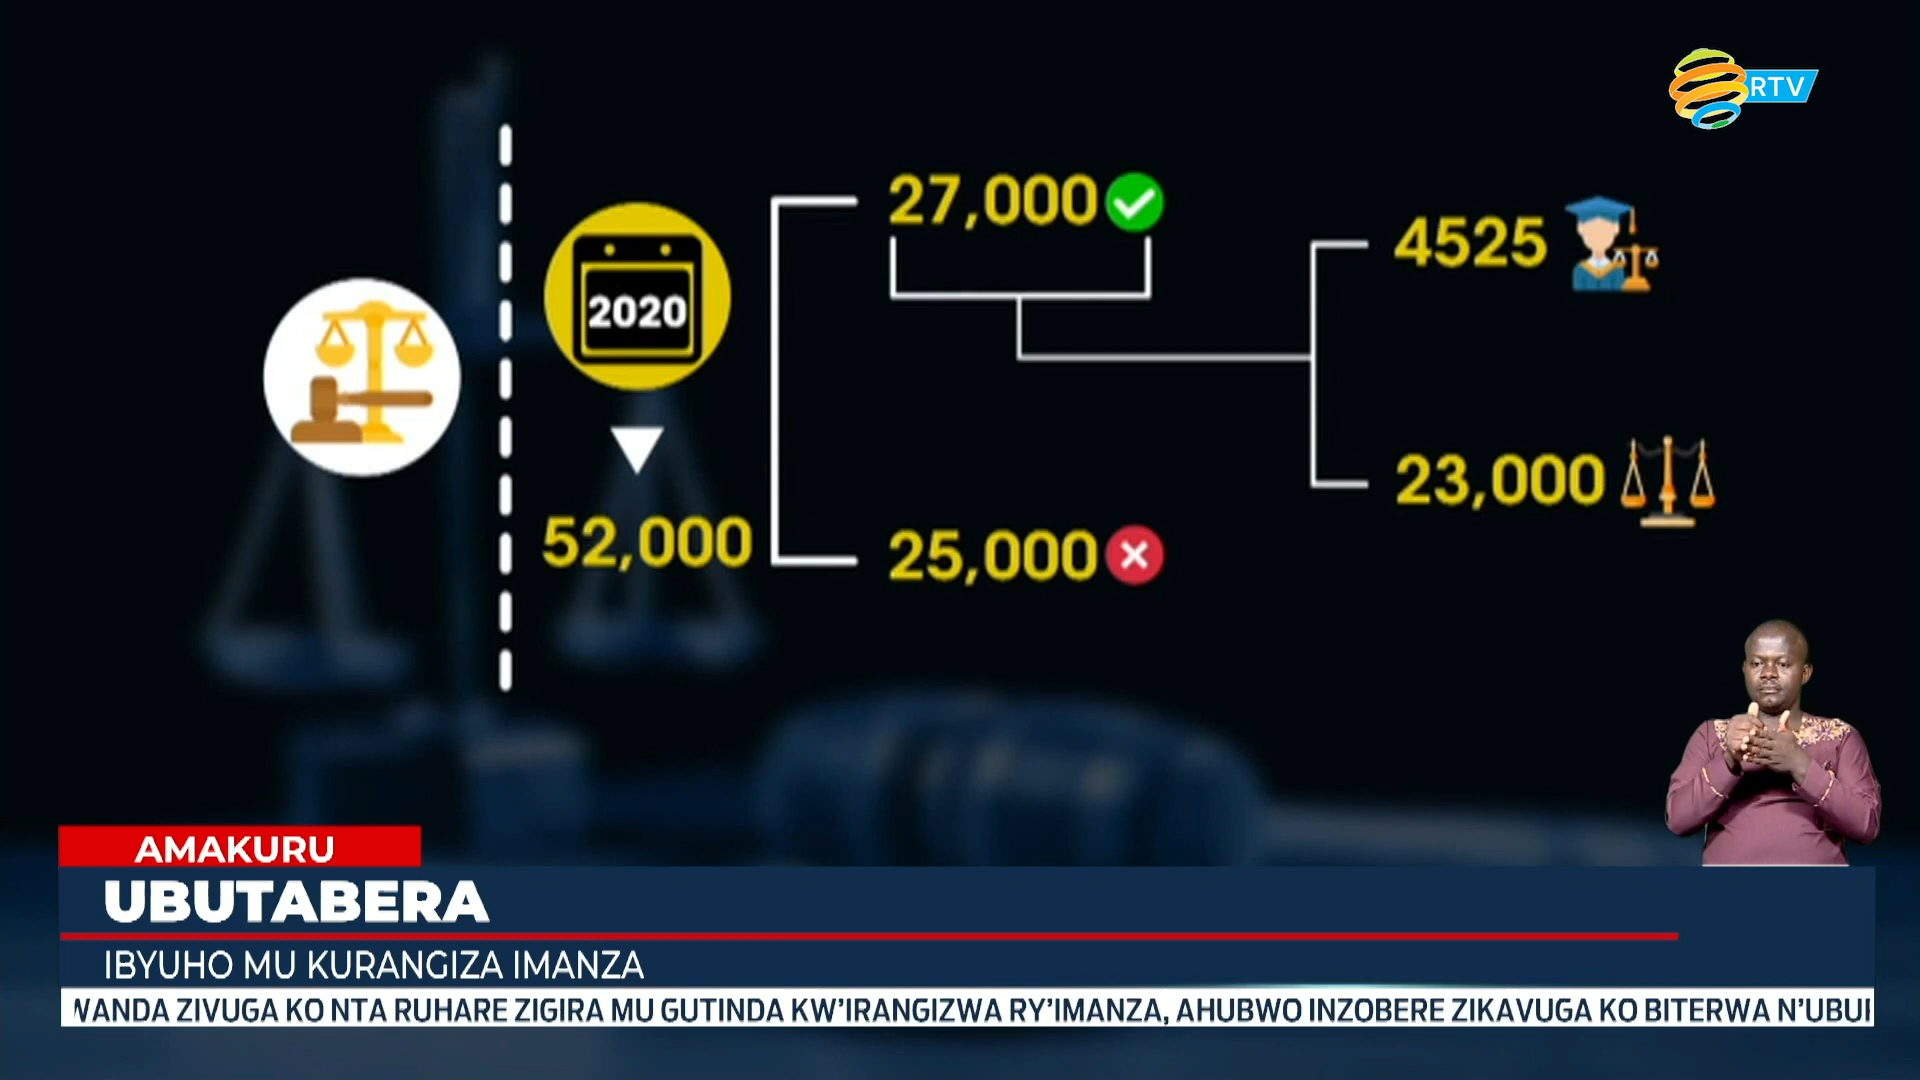 RTV
2020
52,000
27,000
25,000
4525
23,000
AMAKURU
UBUTABERA
IBYUHO MU KURANGIZA IMANZA
ZIVUGA KO NTA RUHARE ZIGIRA MU GUTINDA KW'IRANGIZWA RY'IMANZA, AHUBWO INZOBERE ZIKAVUGA KO BITERWA